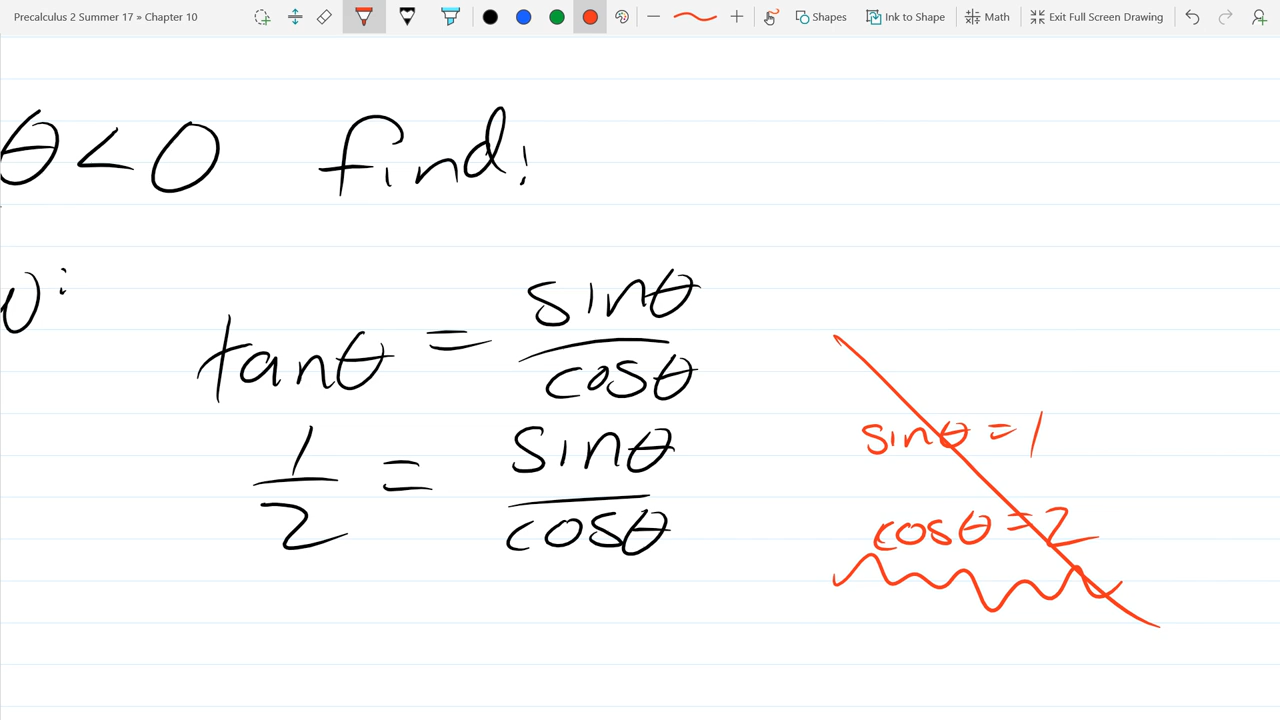 Precalculus 2 Summer 17 » Chapter 10
Shapes
Ink to Shape
Math
Exit Full Screen Drawing
θ < 0 find:
tanθ = sinθ/cosθ
1/2 = sinθ/cosθ
sinθ = 1
cosθ = 2